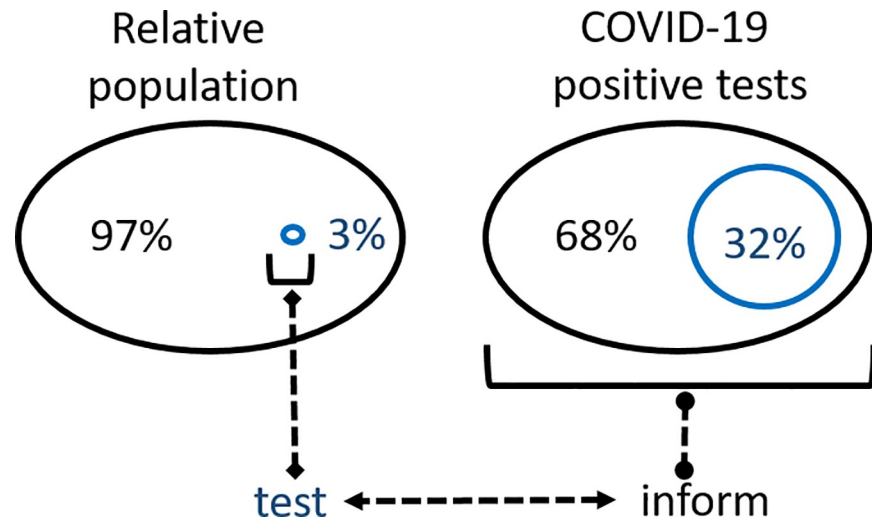 Relative
population
COVID-19
positive tests
97%
3%
68%
32%
test
inform